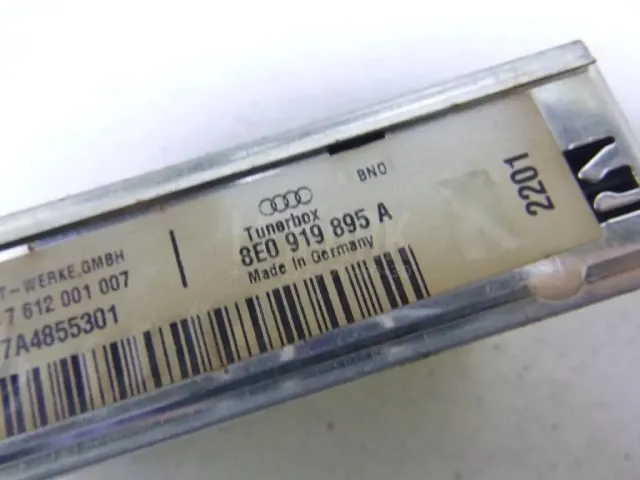 BNO
Tunerbox
8E0 919 895 A
Made In Germany
2201
T-WERKE,GMBH
7 612 001 007
7A4855301